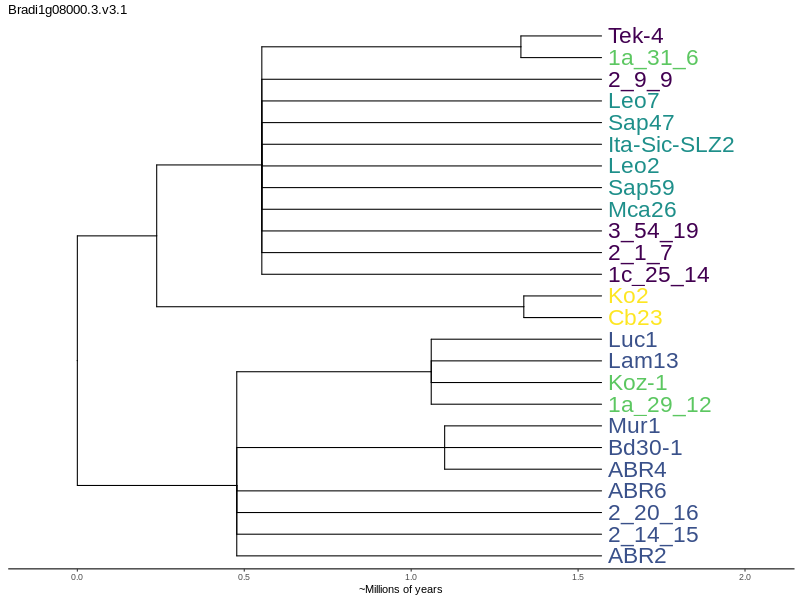 Bradi1g08000.3.v3.1
Tek-4
1a_31_6
2_9_9
Leo7
Sap47
Ita-Sic-SLZ2
Leo2
Sap59
Mca26
3_54_19
2_1_7
1c_25_14
Ko2
Cb23
Luc1
Lam13
Koz-1
1a_29_12
Mur1
Bd30-1
ABR4
ABR6
2_20_16
2_14_15
ABR2
0.0 0.5 1.0 1.5 2.0
~Millions of years